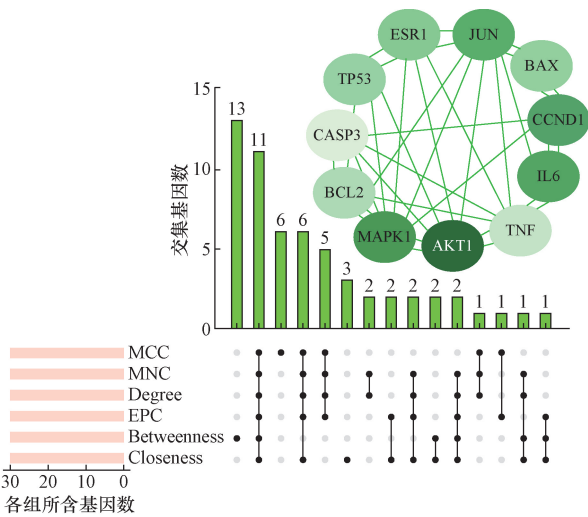 ESR1
JUN
TP53
BAX
CASP3
CCND1
BCL2
IL6
MAPK1
AKT1
TNF
交集基因数
15
10
5
0
13
11
6
6
5
3
2
2
2
2
2
1
1
1
1
MCC
MNC
Degree
EPC
Betweenness
Closeness
30 20 10 0
各组所含基因数